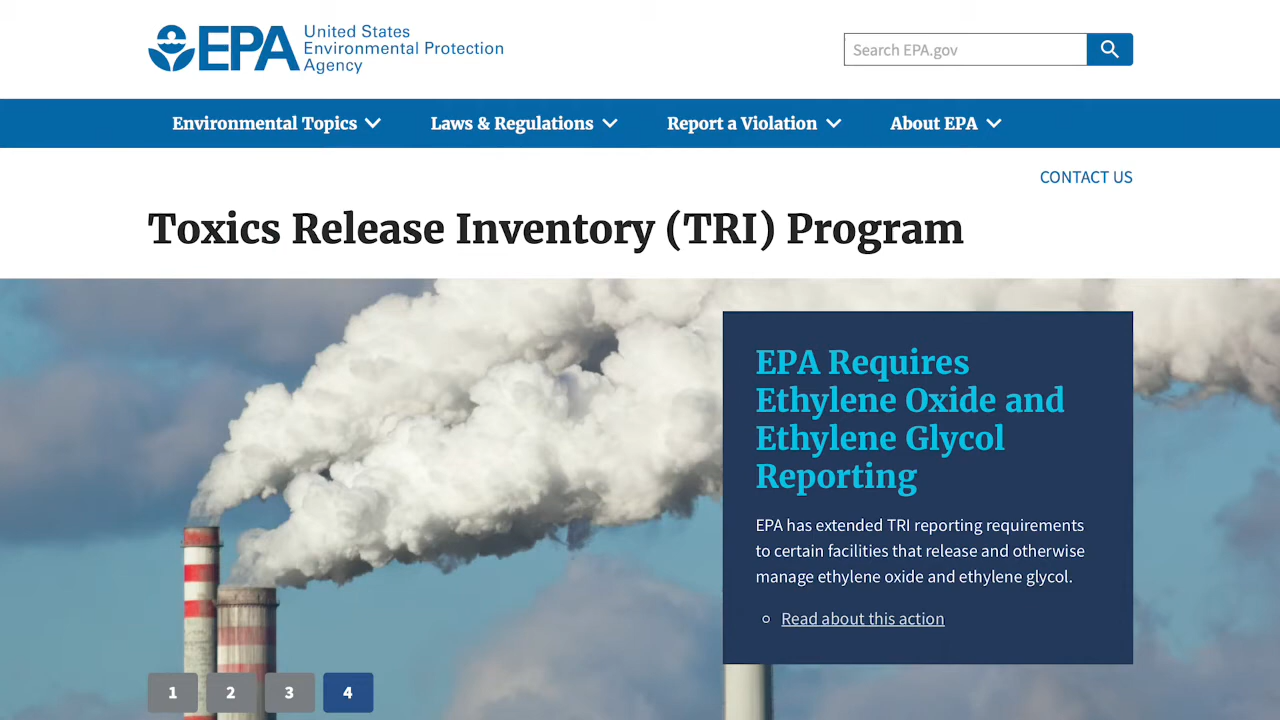 EPA
United States
Environmental Protection
Agency
Search EPA.gov
Environmental Topics
Laws & Regulations
Report a Violation
About EPA
CONTACT US
Toxics Release Inventory (TRI) Program
EPA Requires
Ethylene Oxide and
Ethylene Glycol
Reporting
EPA has extended TRI reporting requirements
to certain facilities that release and otherwise
manage ethylene oxide and ethylene glycol.
Read about this action
1 2 3 4